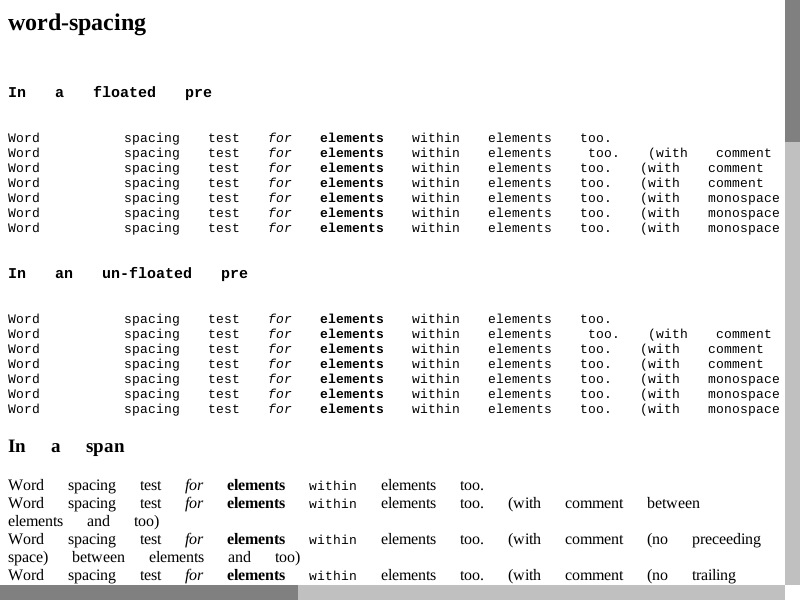 word-spacing
In a floated pre
Word spacing test for elements within elements too.
Word spacing test for elements within elements too. (with comment
Word spacing test for elements within elements too. (with comment
Word spacing test for elements within elements too. (with comment
Word spacing test for elements within elements too. (with monospace
Word spacing test for elements within elements too. (with monospace
Word spacing test for elements within elements too. (with monospace
In an un-floated pre
Word spacing test for elements within elements too.
Word spacing test for elements within elements too. (with comment
Word spacing test for elements within elements too. (with comment
Word spacing test for elements within elements too. (with comment
Word spacing test for elements within elements too. (with monospace
Word spacing test for elements within elements too. (with monospace
Word spacing test for elements within elements too. (with monospace
In a span
Word spacing test for elements within elements too.
Word spacing test for elements within elements too. (with comment between
elements and too)
Word spacing test for elements within elements too. (with comment (no preceeding
space) between elements and too)
Word spacing test for elements within elements too. (with comment (no trailing